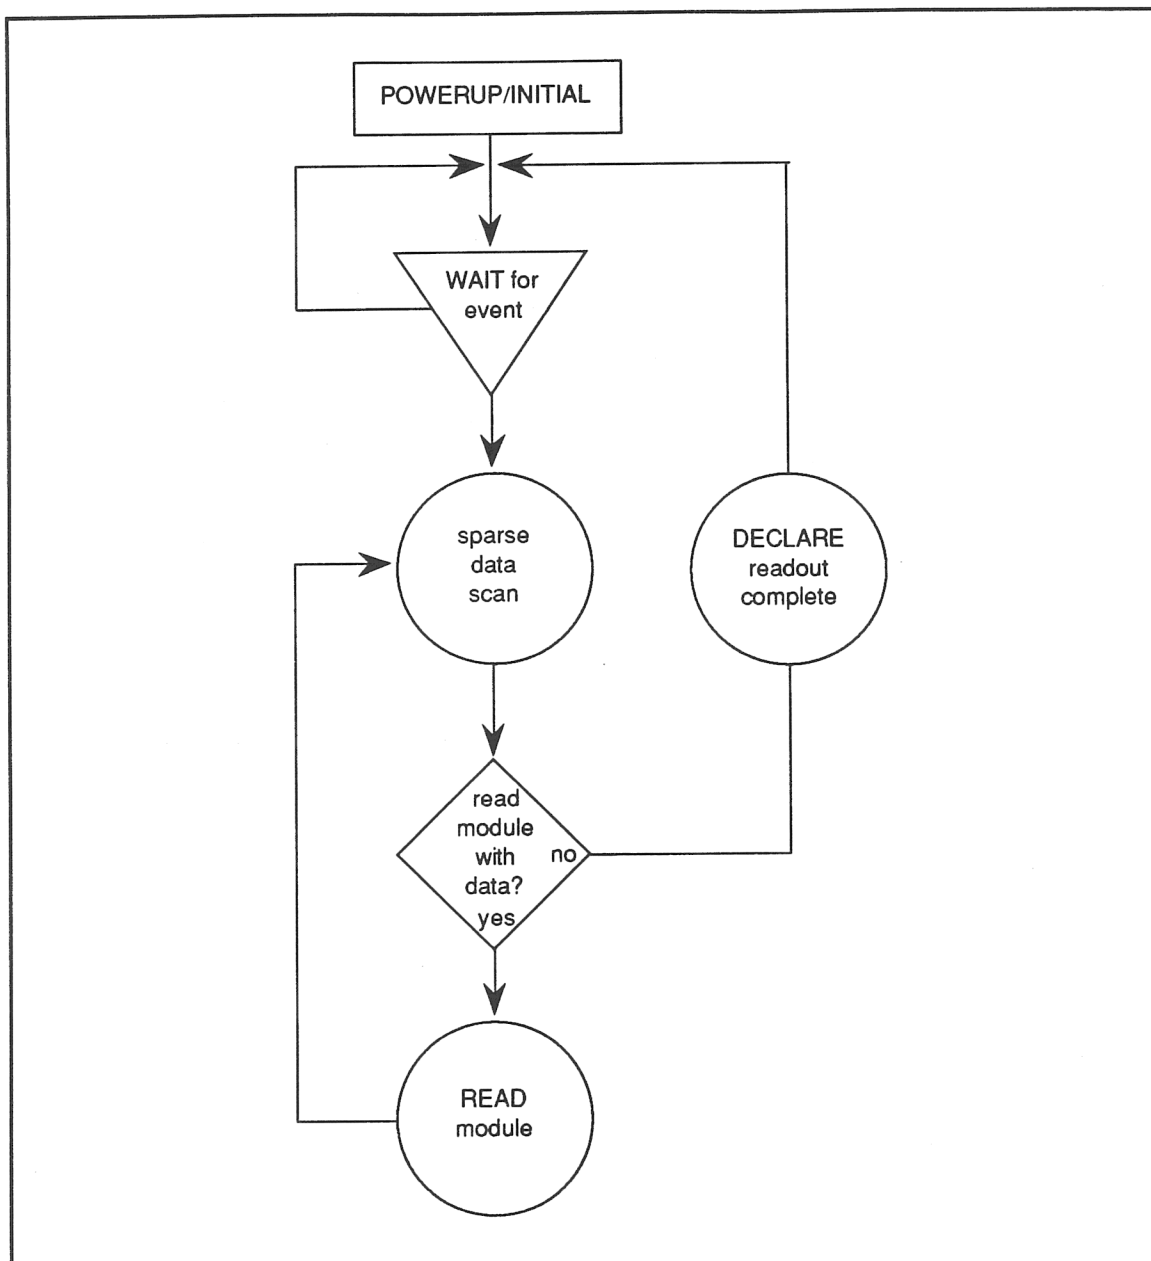 POWERUP/INITIAL
WAIT for
event
sparse
data
scan
DECLARE
readout
complete
read
module
with
no
data?
yes
READ
module